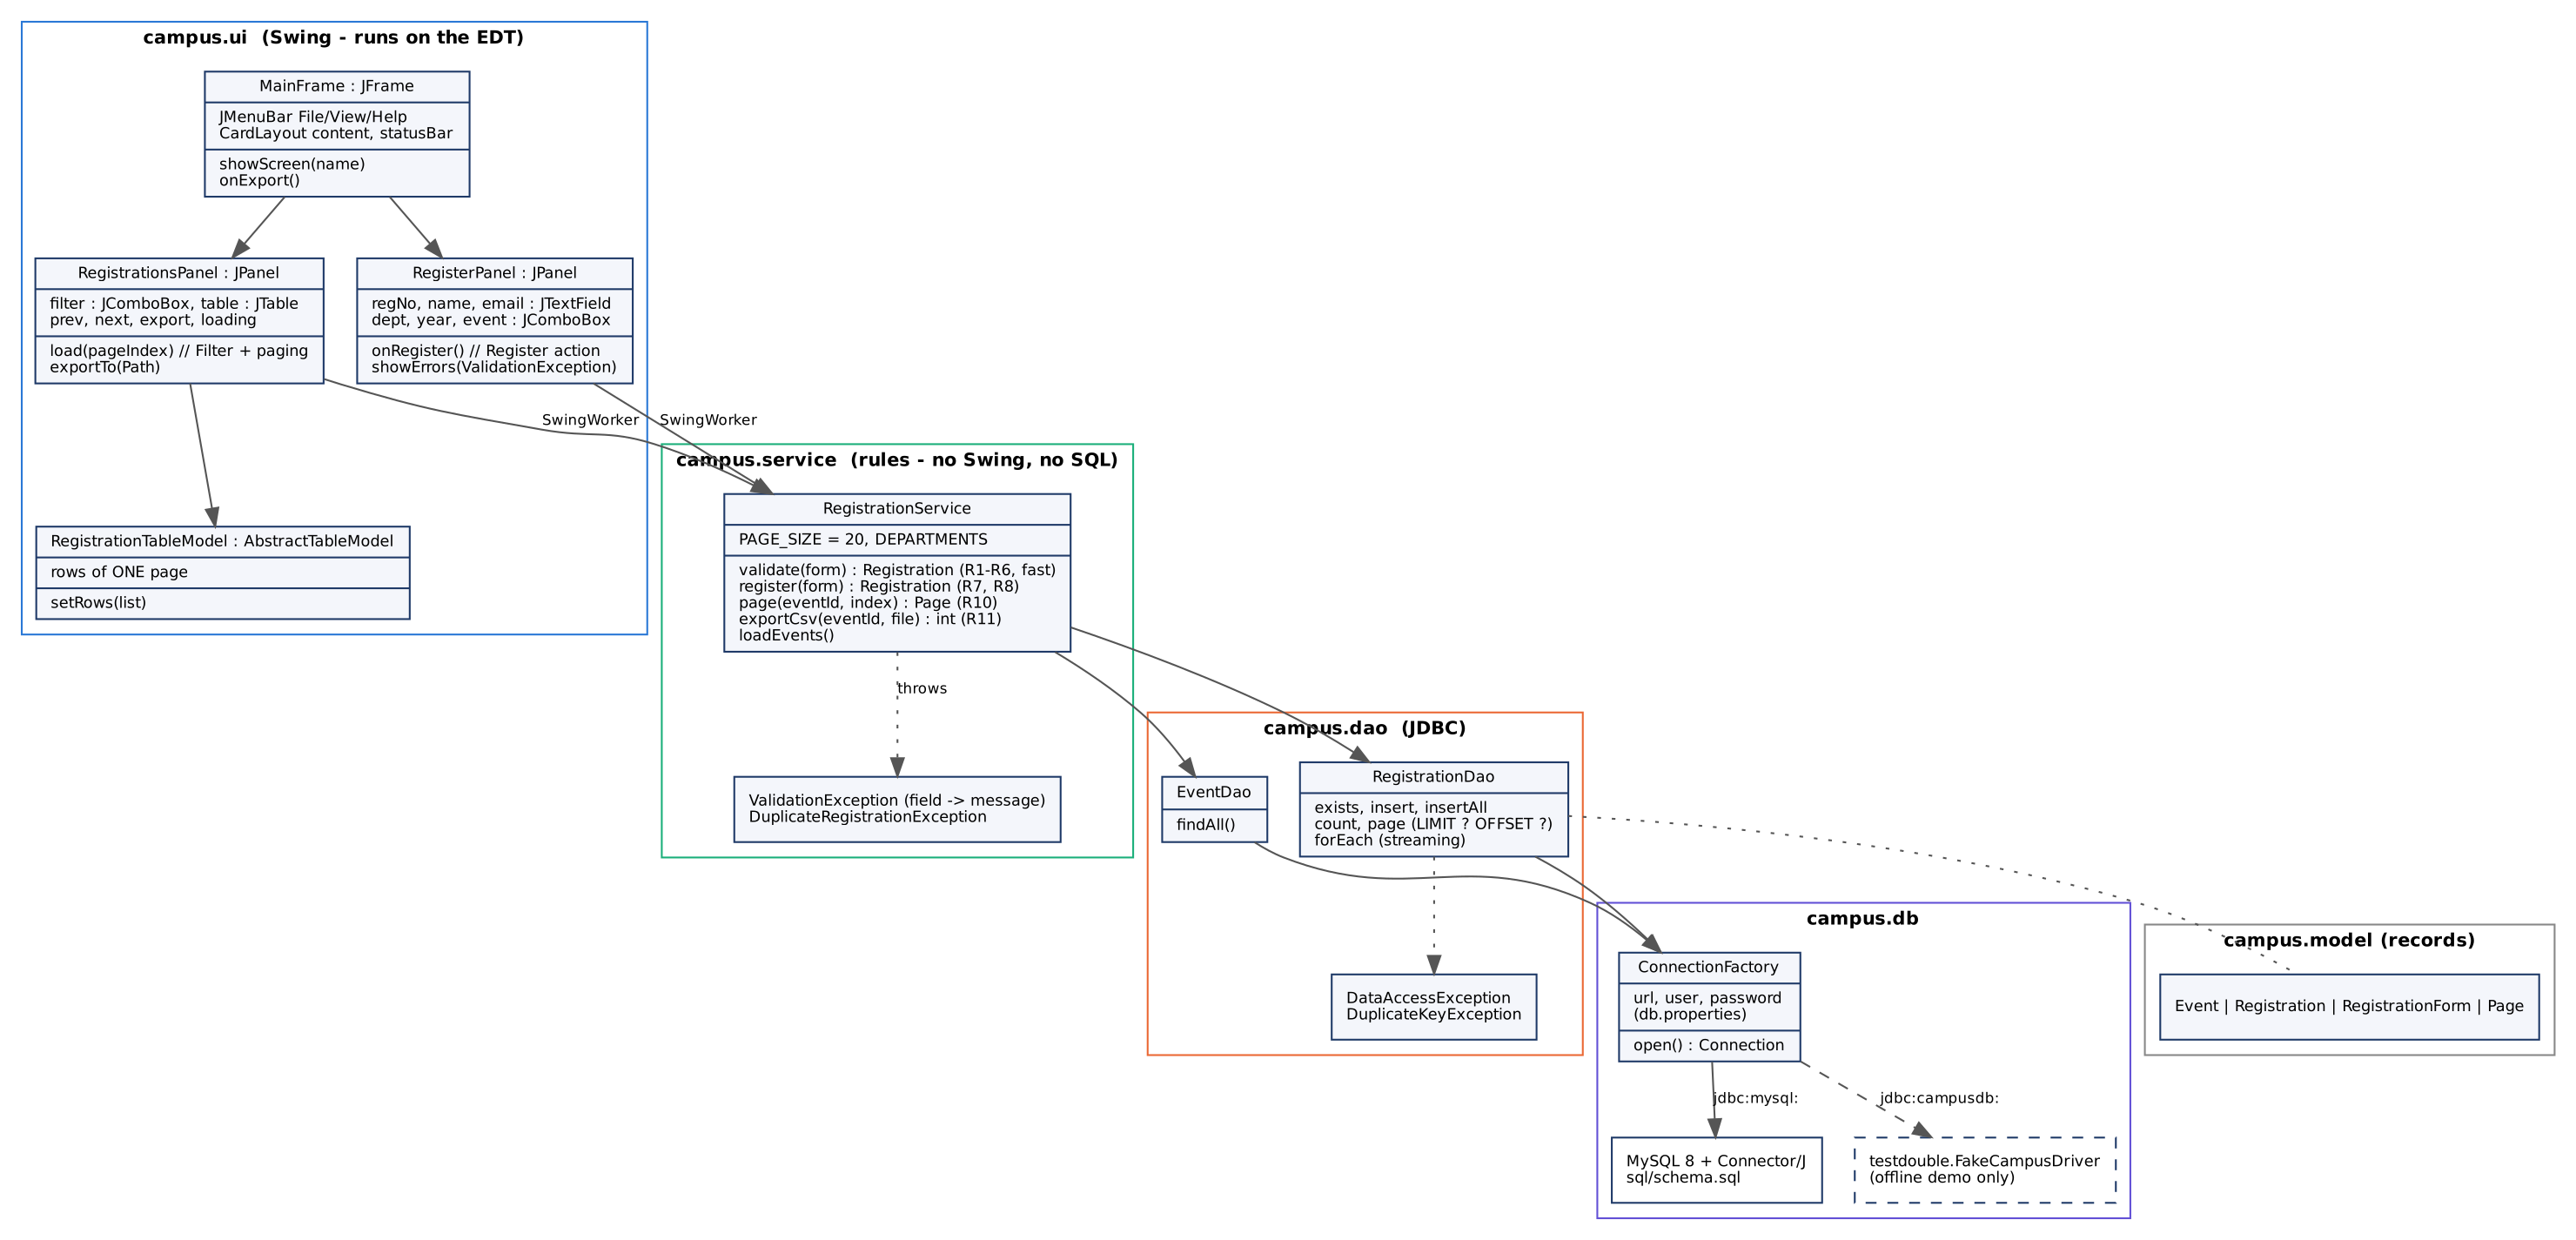 campus.ui  (Swing - runs on the EDT)
MainFrame : JFrame
JMenuBar File/View/Help
CardLayout content, statusBar
showScreen(name)
onExport()
RegistrationsPanel : JPanel
filter : JComboBox, table : JTable
prev, next, export, loading
load(pageIndex) // Filter + paging
exportTo(Path)
RegisterPanel : JPanel
regNo, name, email : JTextField
dept, year, event : JComboBox
onRegister() // Register action
showErrors(ValidationException)
SwingWorker
SwingWorker
RegistrationTableModel : AbstractTableModel
rows of ONE page
setRows(list)
campus.service  (rules - no Swing, no SQL)
RegistrationService
PAGE_SIZE = 20, DEPARTMENTS
validate(form) : Registration (R1-R6, fast)
register(form) : Registration (R7, R8)
page(eventId, index) : Page (R10)
exportCsv(eventId, file) : int (R11)
loadEvents()
throws
ValidationException (field -> message)
DuplicateRegistrationException
campus.dao  (JDBC)
EventDao
findAll()
RegistrationDao
exists, insert, insertAll
count, page (LIMIT ? OFFSET ?)
forEach (streaming)
DataAccessException
DuplicateKeyException
campus.db
ConnectionFactory
url, user, password
(db.properties)
open() : Connection
jdbc:mysql:
jdbc:campusdb:
MySQL 8 + Connector/J
sql/schema.sql
testdouble.FakeCampusDriver
(offline demo only)
campus.model (records)
Event | Registration | RegistrationForm | Page